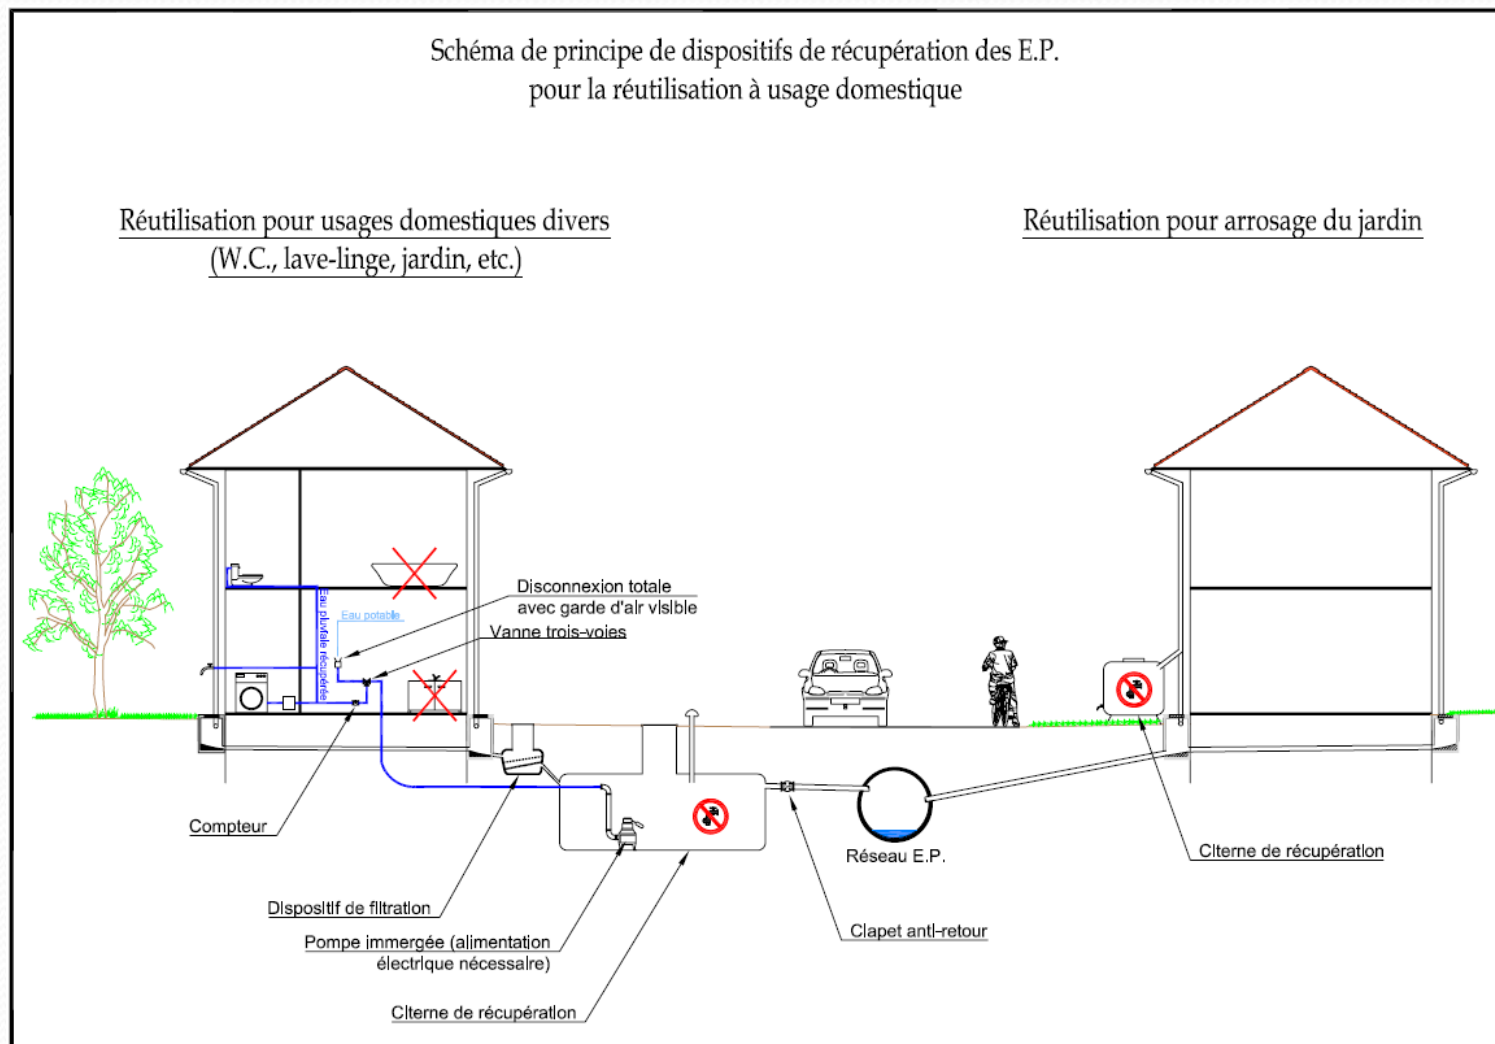 Schéma de principe de dispositifs de récupération des E.P.
pour la réutilisation à usage domestique
Réutilisation pour usages domestiques divers
(W.C., lave-linge, jardin, etc.)
Réutilisation pour arrosage du jardin
Disconnexion totale
avec garde d'air visible
Vanne trois-voies
Eau potable
Eau pluviale récupérée
Compteur
Dispositif de filtration
Pompe immergée (alimentation
électrique nécessaire)
Citerne de récupération
Réseau E.P.
Clapet anti-retour
Citerne de récupération